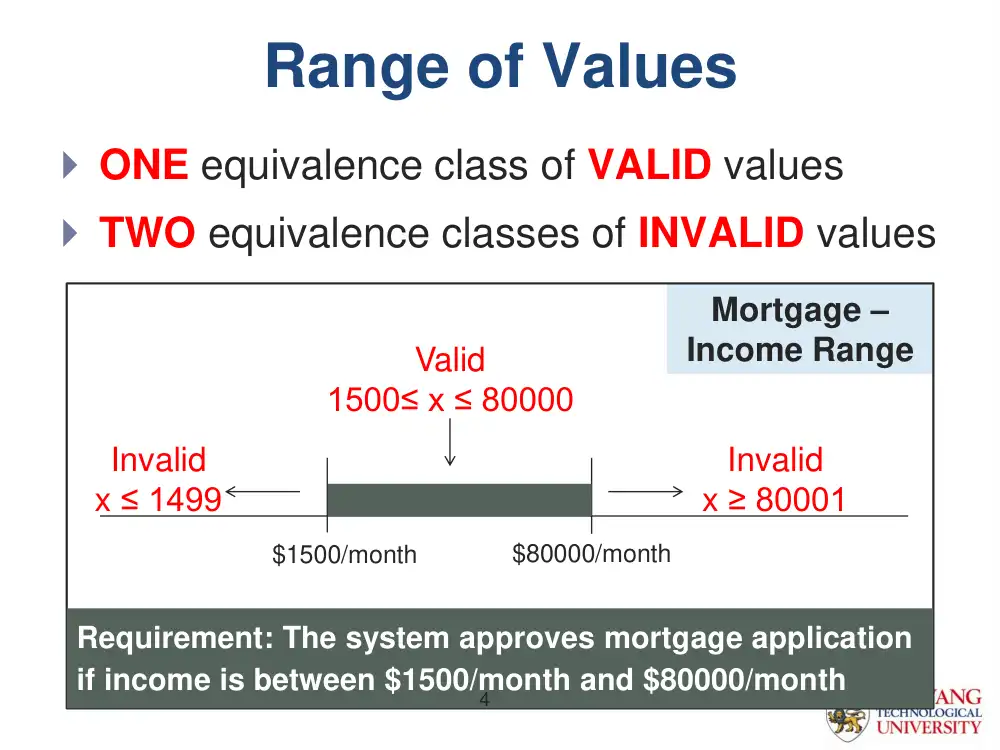 Range of Values
ONE equivalence class of VALID values
TWO equivalence classes of INVALID values
Mortgage –
Income Range
Valid
1500≤ x ≤ 80000
Invalid
x ≤ 1499
Invalid
x ≥ 80001
$1500/month
$80000/month
Requirement: The system approves mortgage application
if income is between $1500/month and $80000/month
4
YANG
TECHNOLOGICAL
UNIVERSITY